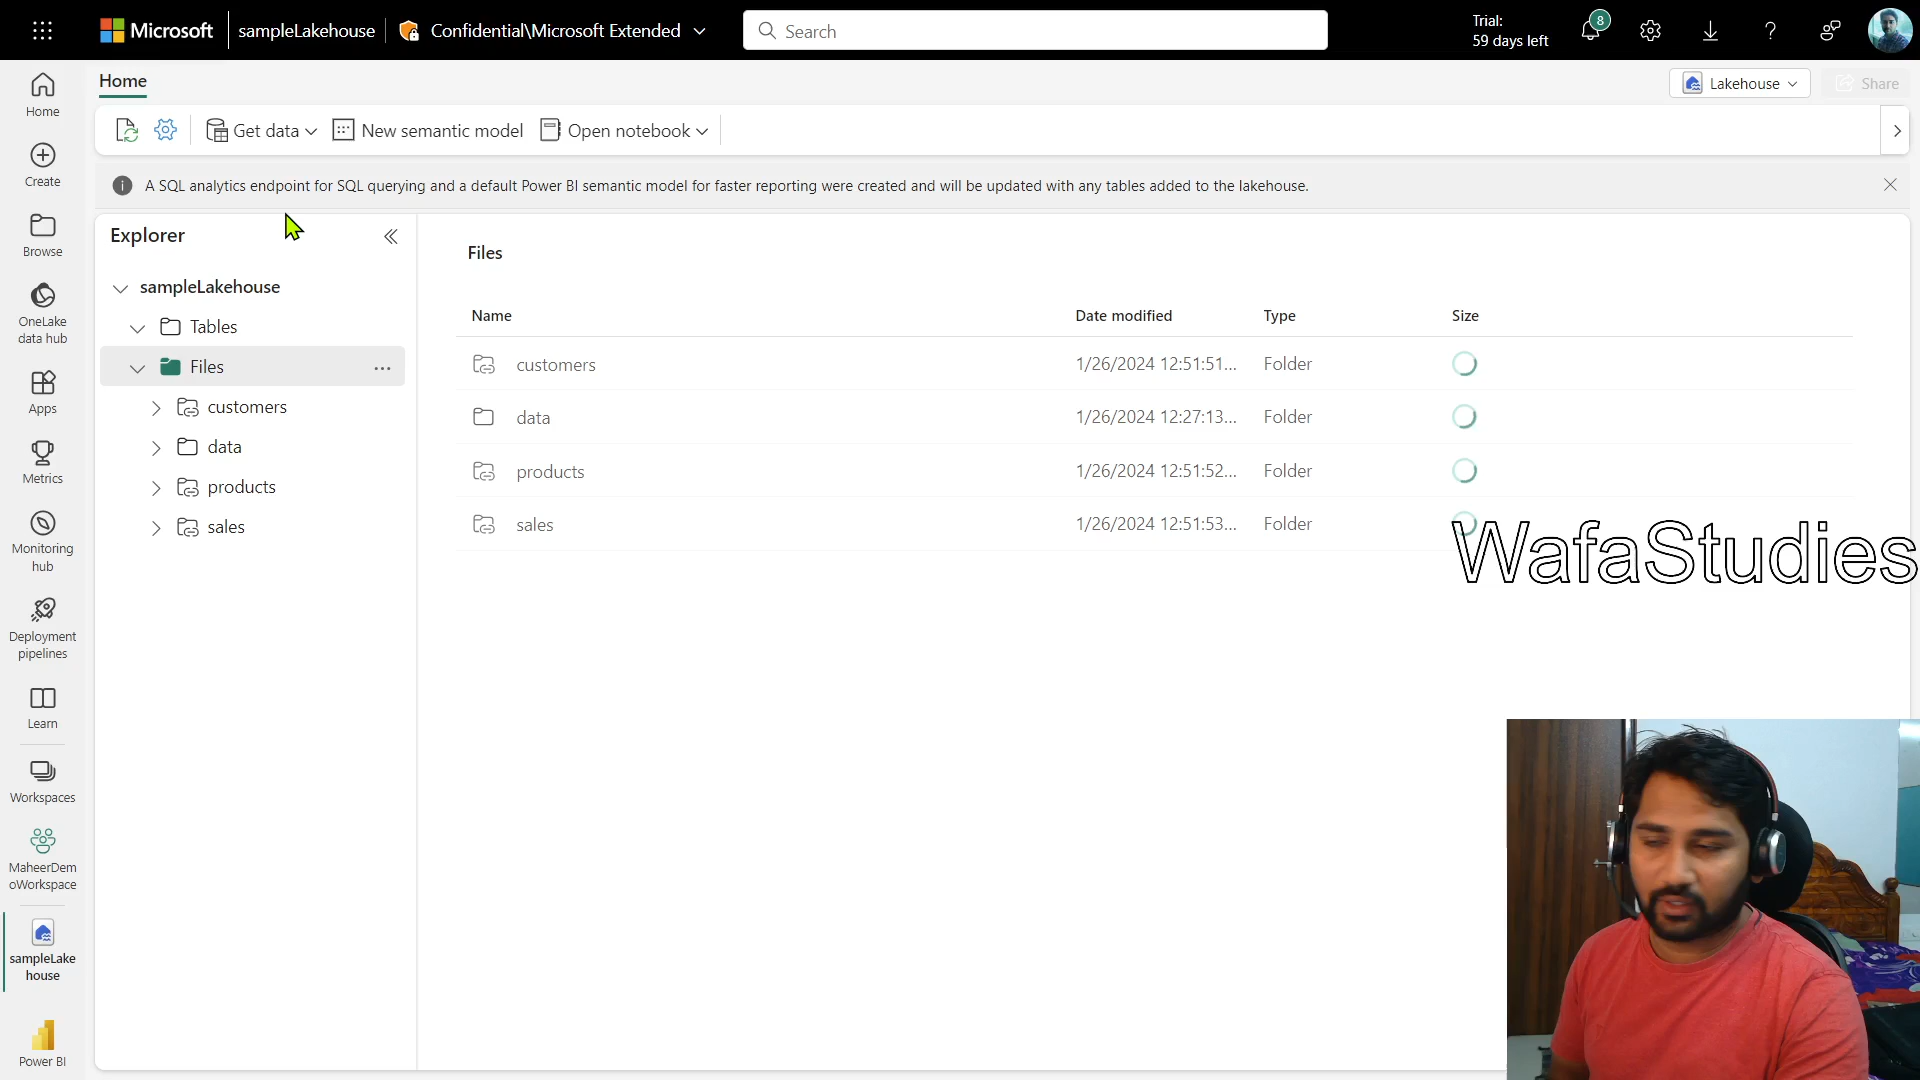 Microsoft
sampleLakehouse
Confidential\Microsoft Extended
Search
Trial:
59 days left
8
Home
Lakehouse
Share
Get data
New semantic model
Open notebook
A SQL analytics endpoint for SQL querying and a default Power BI semantic model for faster reporting were created and will be updated with any tables added to the lakehouse.
Home
Create
Browse
OneLake
data hub
Apps
Metrics
Monitoring
hub
Deployment
pipelines
Learn
Workspaces
MaheerDem
oWorkspace
sampleLake
house
Power BI
Explorer
sampleLakehouse
Tables
Files
customers
data
products
sales
Files
Name Date modified Type Size
customers 1/26/2024 12:51:51... Folder
data 1/26/2024 12:27:13... Folder
products 1/26/2024 12:51:52... Folder
sales 1/26/2024 12:51:53... Folder
WafaStudies